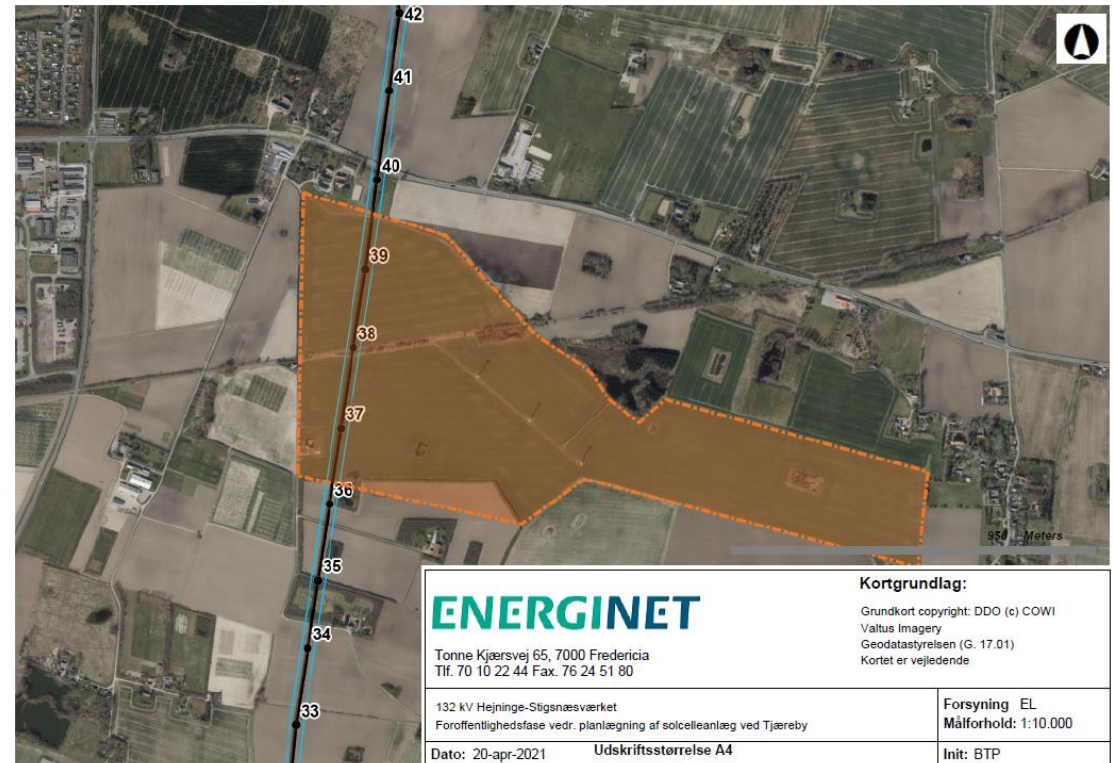 42
41
40
39
38
37
36
35
34
33
950 Meters
ENERGINET
Tonne Kjærsvej 65, 7000 Fredericia
Tlf. 70 10 22 44 Fax. 76 24 51 80
Kortgrundlag:
Grundkort copyright: DDO (c) COWI
Valtus Imagery
Geodatastyrelsen (G. 17.01)
Kortet er vejledende
132 kV Hejninge-Stigsnæsværket
Foroffentlighedsfase vedr. planlægning af solcelleanlæg ved Tjæreby
Forsyning EL
Målforhold: 1:10.000
Dato: 20-apr-2021 Udskriftsstørrelse A4
Init: BTP